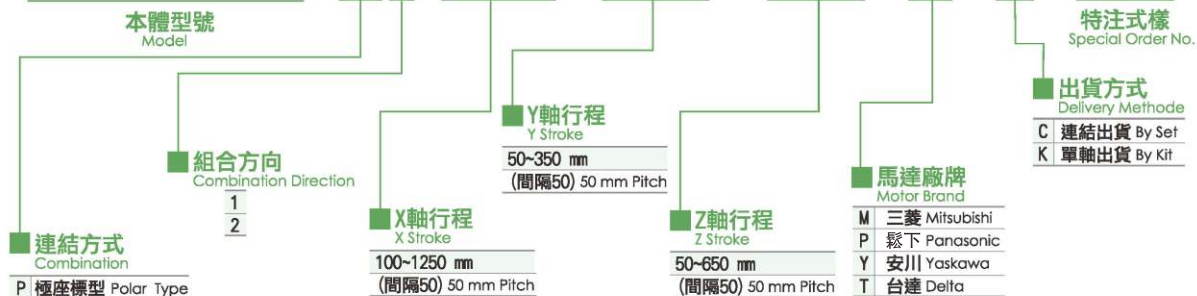 本體型號
Model
特注式樣
Special Order No.
出貨方式
Delivery Methode
C 連結出貨 By Set
K 單軸出貨 By Kit
Y軸行程
Y Stroke
50~350 mm
(間隔50) 50 mm Pitch
組合方向
Combination Direction
1
2
馬達廠牌
Motor Brand
M 三菱 Mitsubishi
P 鬆下 Panasonic
Y 安川 Yaskawa
T 台達 Delta
X軸行程
X Stroke
100~1250 mm
(間隔50) 50 mm Pitch
Z軸行程
Z Stroke
50~650 mm
(間隔50) 50 mm Pitch
連結方式
Combination
P 極座標型 Polar Type